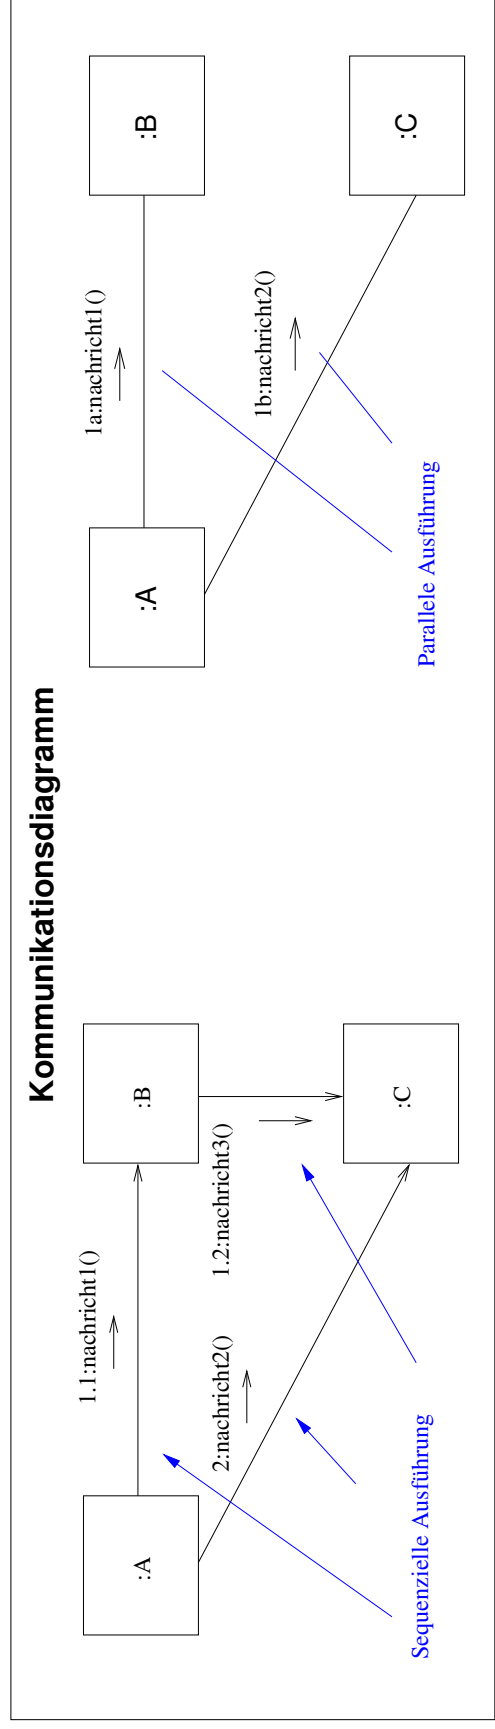 Kommunikationsdiagramm
1.1:nachricht1()
:A
:B
2:nachricht2()
1.2:nachricht3()
:C
Sequenzielle Ausführung
1a:nachricht1()
:A
:B
1b:nachricht2()
:C
Parallele Ausführung